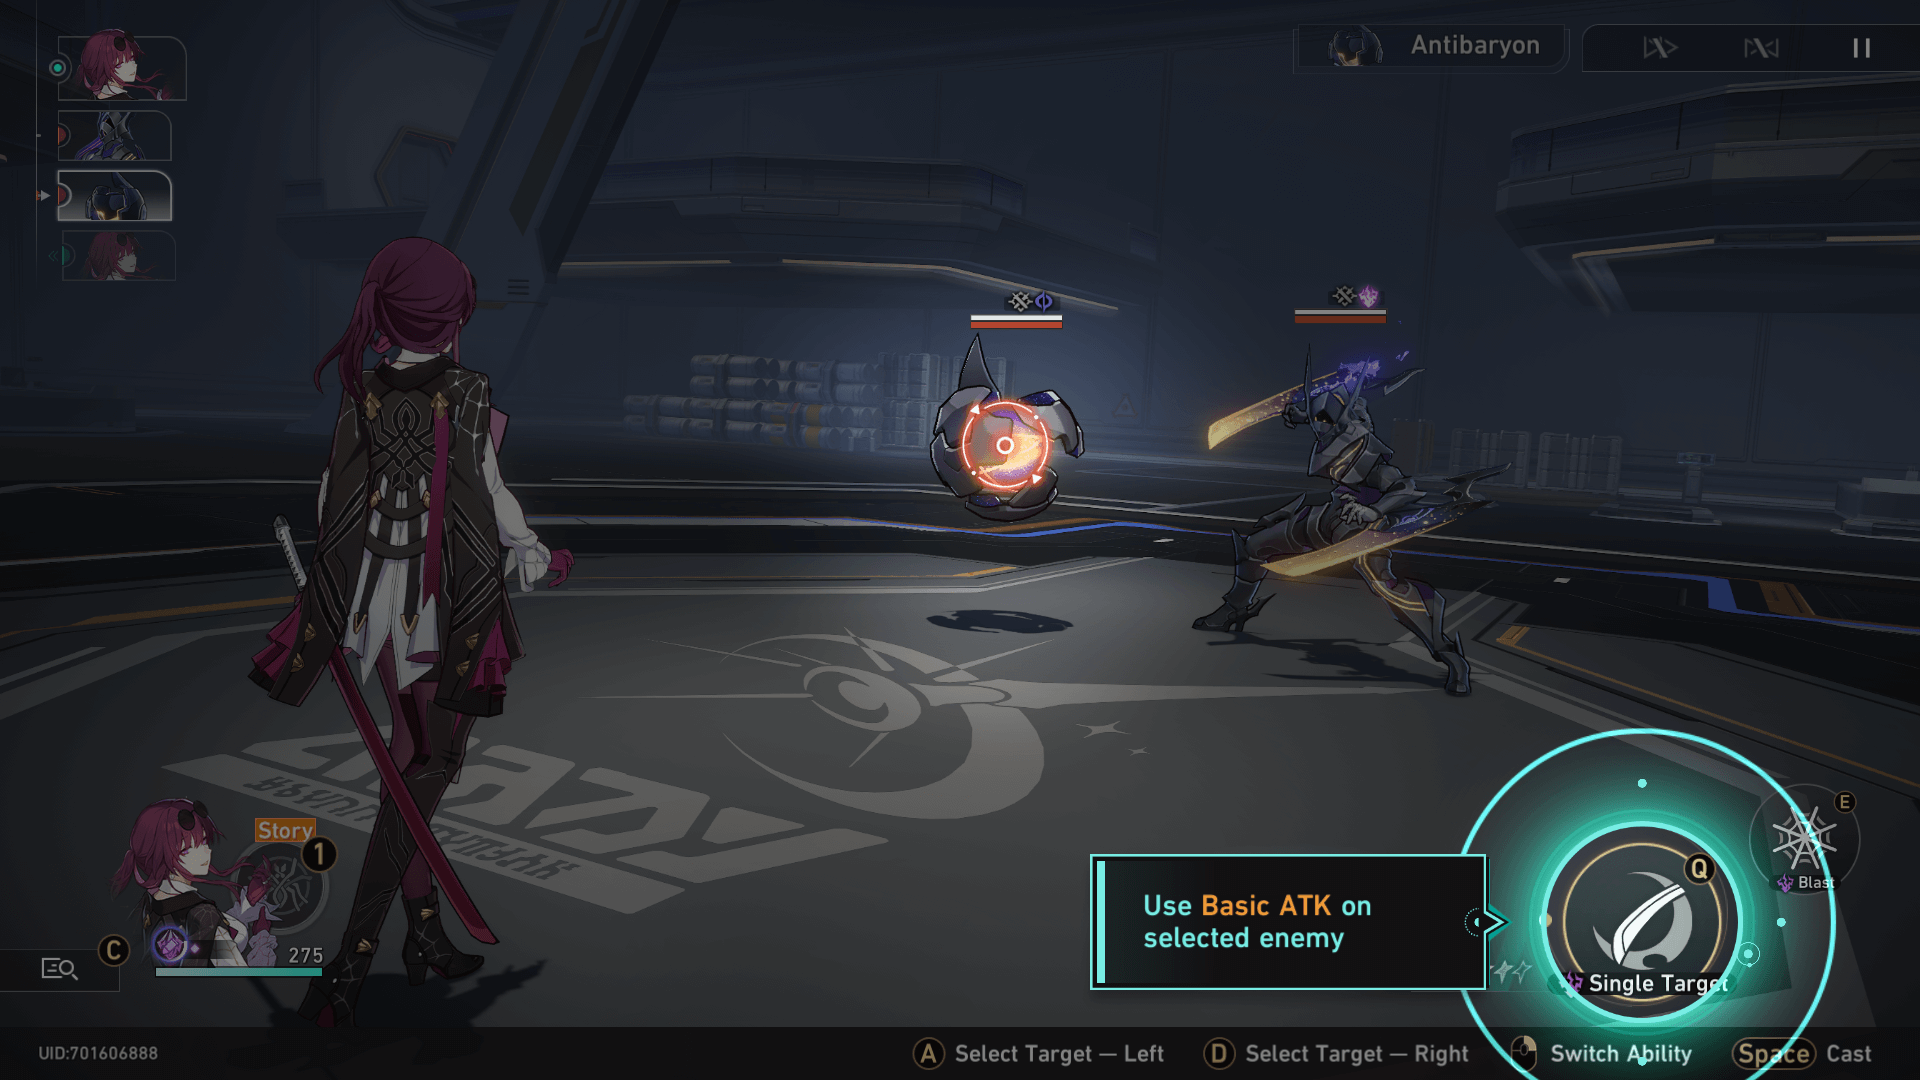 Antibaryon
Story
1
E
Blast
Q
Use Basic ATK on
selected enemy
C
275
Single Target
UID:701606888
A Select Target — Left
D Select Target — Right
Switch Ability
Space Cast